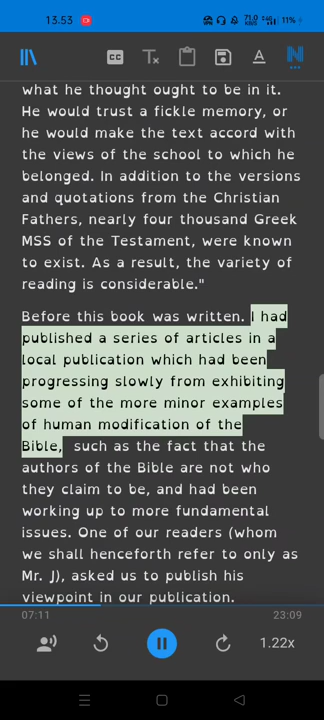 13.53
71.0
KB/s
11%
CC
T×
A
N
what he thought ought to be in it.
He would trust a fickle memory, or
he would make the text accord with
the views of the school to which he
belonged. In addition to the versions
and quotations from the Christian
Fathers, nearly four thousand Greek
MSS of the Testament, were known
to exist. As a result, the variety of
reading is considerable."
Before this book was written. I had
published a series of articles in a
local publication which had been
progressing slowly from exhibiting
some of the more minor examples
of human modification of the
Bible, such as the fact that the
authors of the Bible are not who
they claim to be, and had been
working up to more fundamental
issues. One of our readers (whom
we shall henceforth refer to only as
Mr. J), asked us to publish his
viewpoint in our publication.
07:11 23:09
1.22x